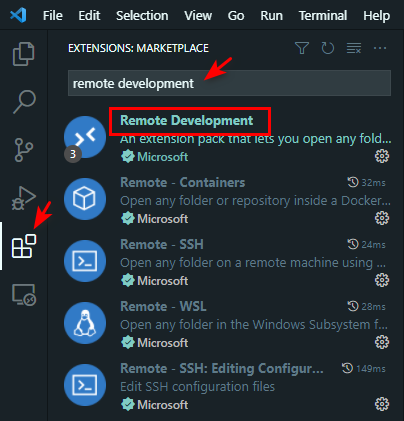 File Edit Selection View Go Run Terminal Help
EXTENSIONS: MARKETPLACE
remote development
Remote Development
An extension pack that lets you open any fold...
3
Microsoft
Remote - Containers 32ms
Open any folder or repository inside a Docker...
Microsoft
Remote - SSH 24ms
Open any folder on a remote machine using ...
Microsoft
Remote - WSL 28ms
Open any folder in the Windows Subsystem f...
Microsoft
Remote - SSH: Editing Configur... 149ms
Edit SSH configuration files
Microsoft